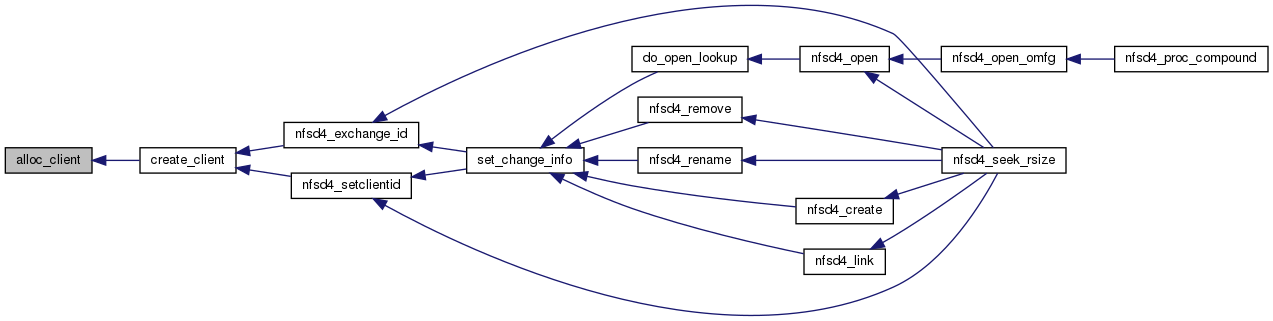 alloc_client
create_client
nfsd4_exchange_id
nfsd4_setclientid
set_change_info
do_open_lookup
nfsd4_remove
nfsd4_rename
nfsd4_create
nfsd4_link
nfsd4_open
nfsd4_open_omfg
nfsd4_proc_compound
nfsd4_seek_rsize